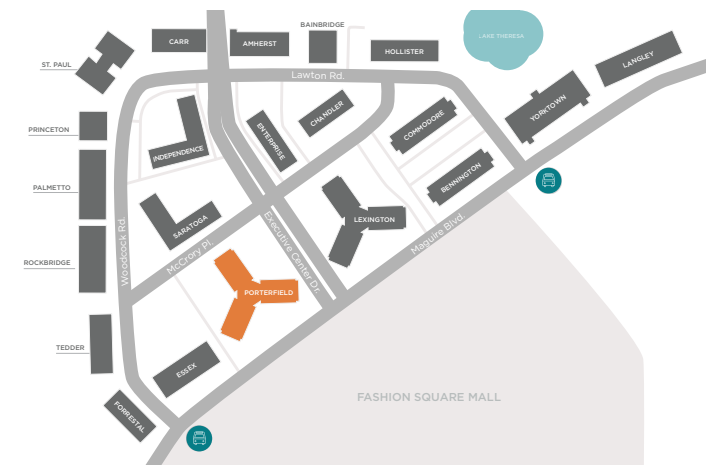 BAINBRIDGE
CARR
AMHERST
HOLLISTER
LAKE THERESA
LANGLEY
ST. PAUL
Lawton Rd.
YORKTOWN
CHANDLER
COMMODORE
PRINCETON
ENTERPRISE
INDEPENDENCE
BENNINGTON
PALMETTO
LEXINGTON
SARATOGA
Woodcock Rd.
McCrory Pl.
Executive Center Dr.
Maguire Blvd.
ROCKBRIDGE
PORTERFIELD
TEDDER
ESSEX
FORRESTAL
FASHION SQUARE MALL